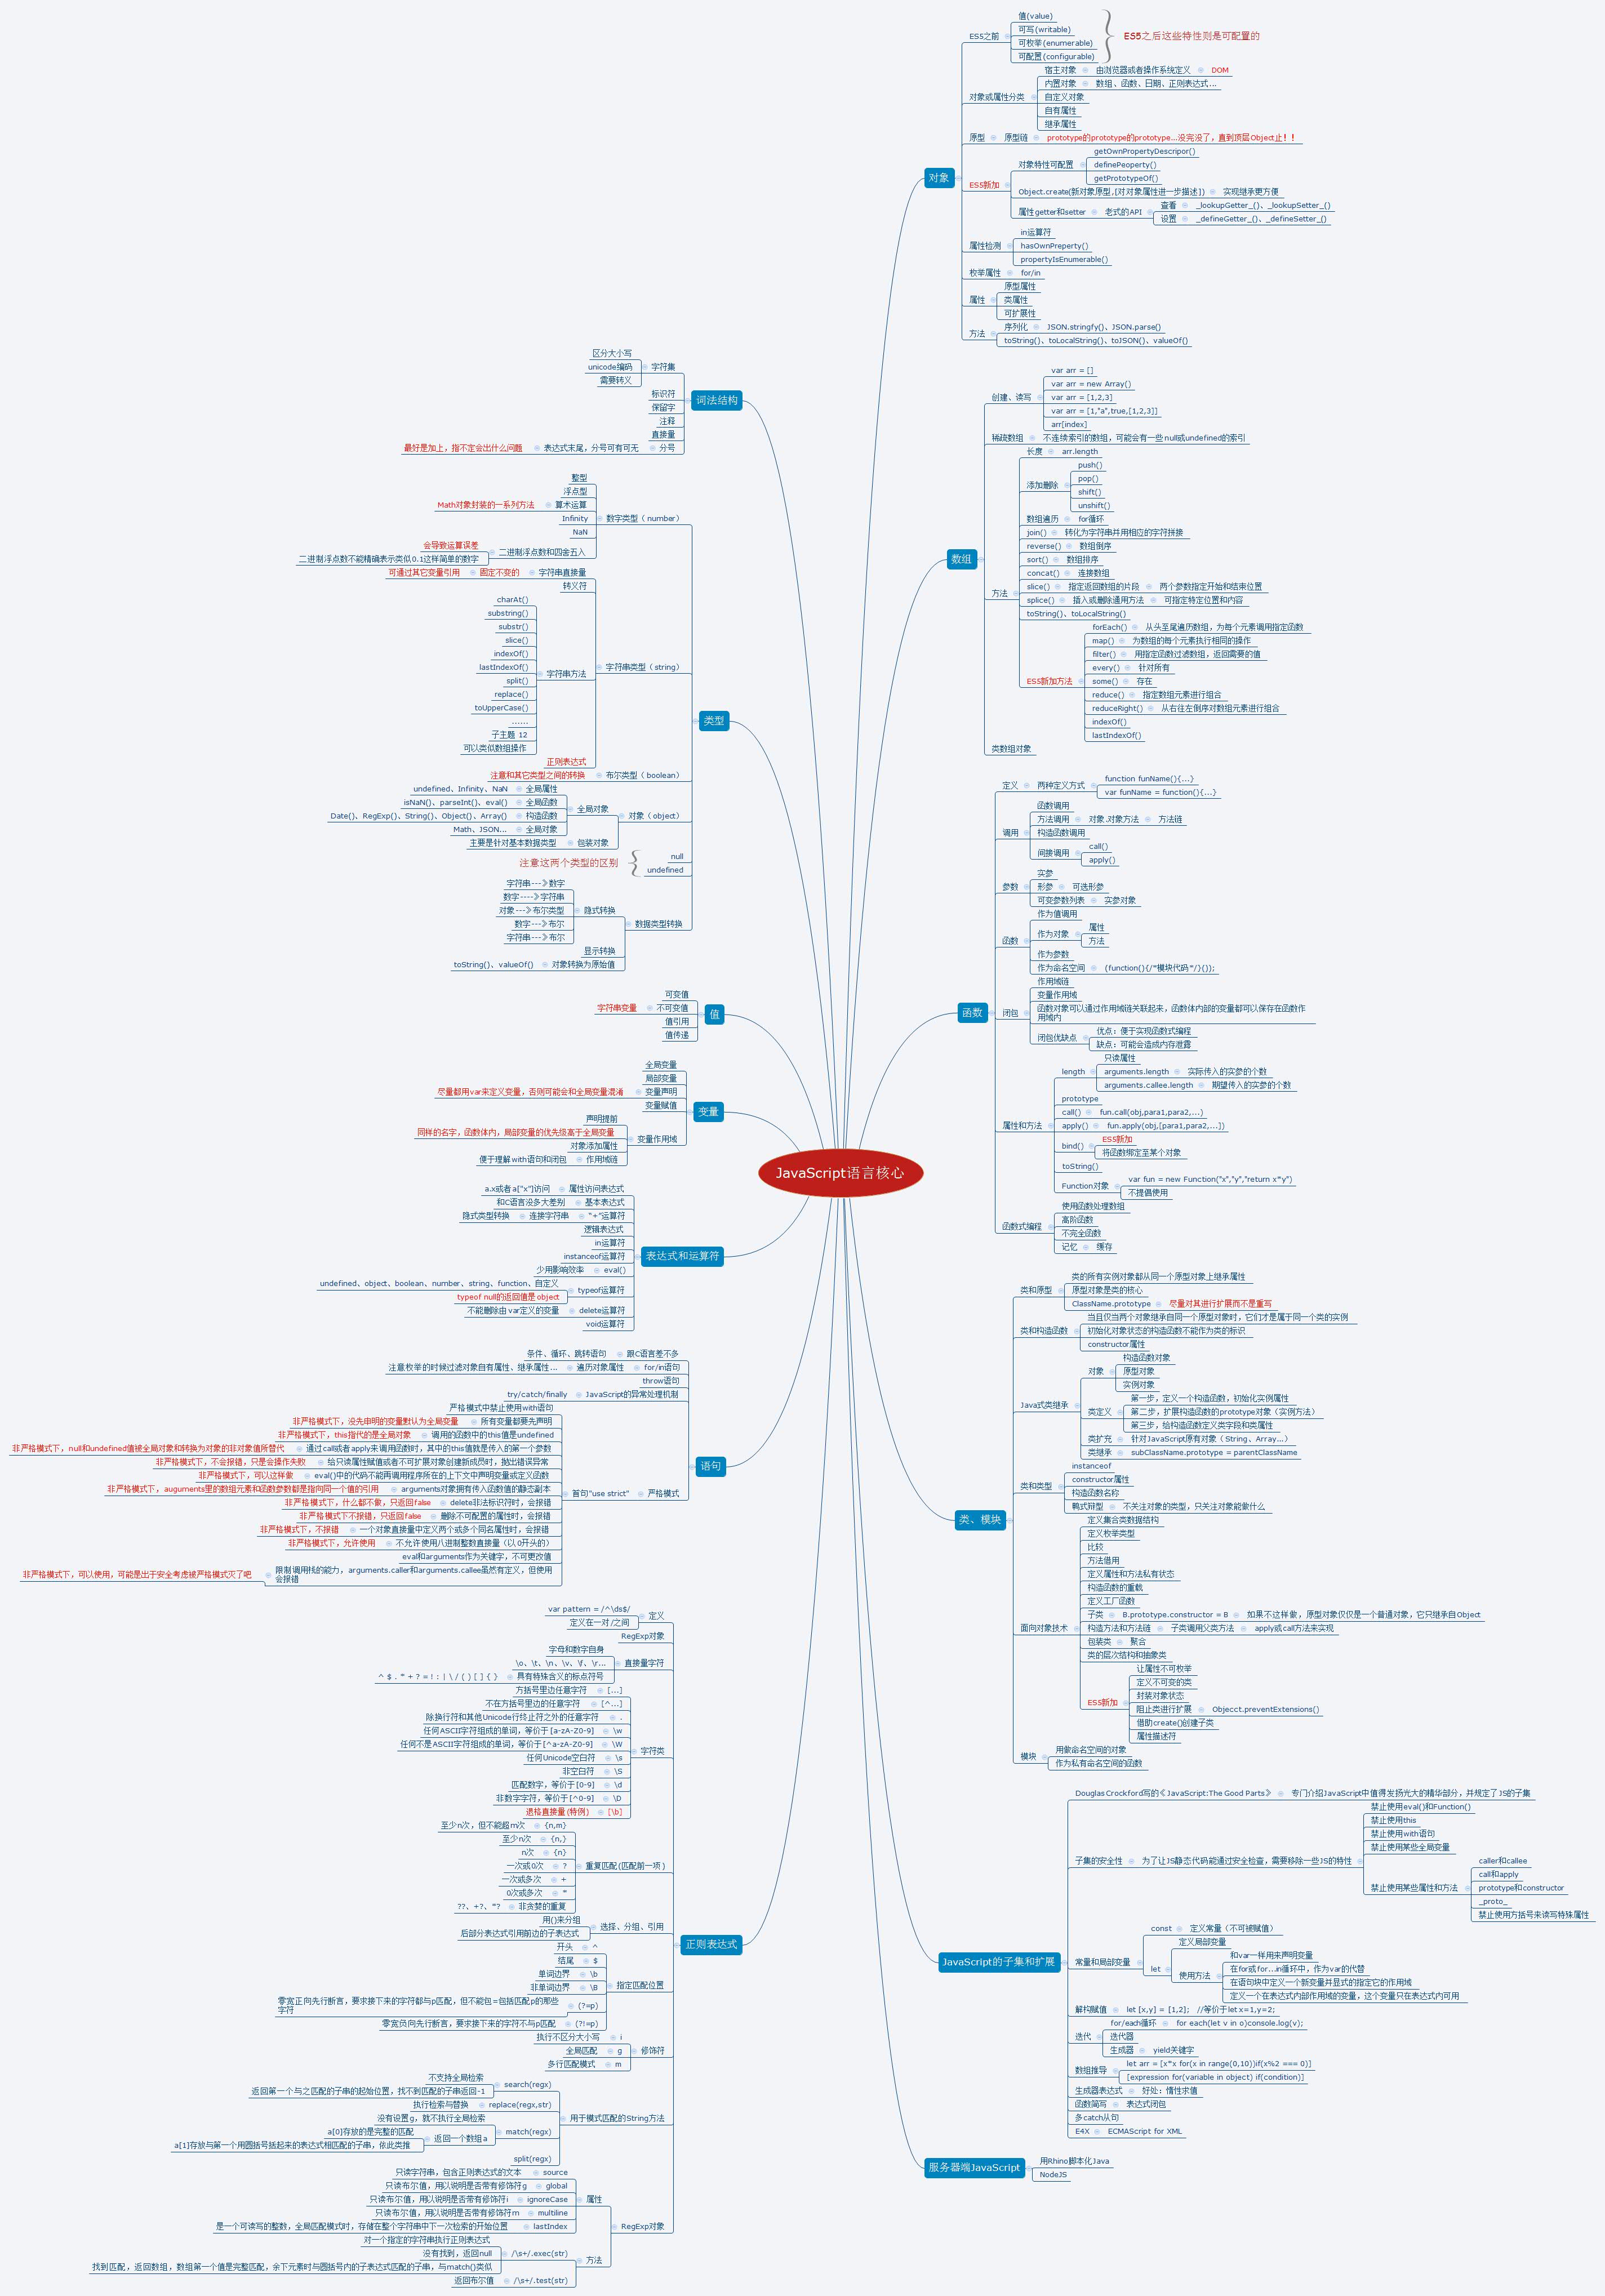 JavaScript语言核心
词法结构
字符集
区分大小写
unicode编码
需要转义
标识符
保留字
注释
直接量
分号
表达式末尾，分号可有可无
最好是加上，指不定会出什么问题
类型
数字类型（number）
整型
浮点型
算术运算
Math对象封装的一系列方法
Infinity
NaN
二进制浮点数和四舍五入
会导致运算误差
二进制浮点数不能精确表示类似0.1这样简单的数字
字符串类型（string）
字符串直接量
固定不变的
可通过其它变量引用
转义符
字符串方法
charAt()
substring()
substr()
slice()
indexOf()
lastIndexOf()
split()
replace()
toUpperCase()
……
子主题 12
可以类似数组操作
正则表达式
布尔类型（boolean）
注意和其它类型之间的转换
对象（object）
全局对象
全局属性
undefined、Infinity、NaN
全局函数
isNaN()、parseInt()、eval()
构造函数
Date()、RegExp()、String()、Object()、Array()
全局对象
Math、JSON...
包装对象
主要是针对基本数据类型
null
undefined
注意这两个类型的区别
数据类型转换
隐式转换
字符串---》数字
数字----》字符串
对象---》布尔类型
数字---》布尔
字符串---》布尔
显示转换
对象转换为原始值
toString()、valueOf()
值
可变值
不可变值
字符串变量
值引用
值传递
变量
全局变量
局部变量
变量声明
尽量都用var来定义变量，否则可能会和全局变量混淆
变量赋值
变量作用域
声明提前
同样的名字，函数体内，局部变量的优先级高于全局变量
对象添加属性
作用域链
便于理解with语句和闭包
表达式和运算符
属性访问表达式
a.x或者a["x"]访问
基本表达式
和C语言没多大差别
"+"运算符
连接字符串
隐式类型转换
逻辑表达式
in运算符
instanceof运算符
eval()
少用影响效率
typeof运算符
undefined、object、boolean、number、string、function、自定义
typeof null的返回值是object
delete运算符
不能删除由var定义的变量
void运算符
语句
跟C语言差不多
条件、循环、跳转语句
for/in语句
遍历对象属性
注意枚举的时候过滤对象自有属性、继承属性...
throw语句
JavaScript的异常处理机制
try/catch/finally
严格模式
首句"use strict"
严格模式中禁止使用with语句
所有变量都要先声明
非严格模式下，没先申明的变量默认为全局变量
调用的函数中的this值是undefined
非严格模式下，this指代的是全局对象
通过call或者apply来调用函数时，其中的this值就是传入的第一个参数
非严格模式下，null和undefined值被全局对象和转换为对象的非对象值所替代
给只读属性赋值或者不可扩展对象创建新成员时，抛出错误异常
非严格模式下，不会报错，只是会操作失败
eval()中的代码不能再调用程序所在的上下文中声明变量或定义函数
非严格模式下，可以这样做
arguments对象拥有传入函数值的静态副本
非严格模式下，auguments里的数组元素和函数参数都是指向同一个值的引用
delete非法标识符时，会报错
非严格模式下，什么都不象，只返回false
删除不可配置的属性时，会报错
非严格模式下不报错，只返回false
一个对象直接量中定义两个或多个同名属性时，会报错
非严格模式下，不报错
不允许使用八进制整数直接量（以0开头的）
非严格模式下，允许使用
eval和arguments作为关键字，不可更改值
限制调用栈的能力，arguments.caller和arguments.callee虽然有定义，但使用
会报错
非严格模式下，可以使用，可能是出于安全考虑被严格模式灭了吧
正则表达式
定义
var pattern = /^\ds$/
定义在一对/之间
RegExp对象
直接量字符
字母和数字自身
\o、\t、\n、\v、\f、\r...
具有特殊含义的标点符号
^ $ . * + ? = ! : | \ / ( ) [ ] { }
字符类
[...]
方括号里边任意字符
[^...]
不在方括号里边的任意字符
.
除换行符和其他Unicode行终止符之外的任意字符
\w
任何ASCII字符组成的单词，等价于[a-zA-Z0-9]
\W
任何不是ASCII字符组成的单词，等价于[^a-zA-Z0-9]
\s
任何Unicode空白符
\S
非空白符
\d
匹配数字，等价于[0-9]
\D
非数字字符，等价于[^0-9]
[\b]
退格直接量(特例)
重复匹配(匹配前一项)
{n,m}
至少n次，但不能超m次
{n,}
至少n次
{n}
n次
?
一次或0次
+
一次或多次
*
0次或多次
非贪婪的重复
??、+?、*?
选择、分组、引用
用()来分组
后部分表达式引用前边的子表达式
指定匹配位置
^
开头
$
结尾
\b
单词边界
\B
非单词边界
(?=p)
零宽正向先行断言，要求接下来的字符都与p匹配，但不能包=包括匹配p的那些
字符
(?!=p)
零宽负向先行断言，要求接下来的字符不与p匹配
修饰符
i
执行不区分大小写
g
全局匹配
m
多行匹配模式
用于模式匹配的String方法
search(regx)
不支持全局检索
返回第一个与之匹配的子串的起始位置，找不到匹配的子串返回-1
replace(regx,str)
执行检索与替换
match(regx)
没有设置g，就不执行全局检索
返回一个数组a
a[0]存放的是完整的匹配
a[1]存放与第一个用圆括号括起来的表达式相匹配的子串，依此类推
split(regx)
RegExp对象
属性
source
只读字符串，包含正则表达式的文本
global
只读布尔值，用以说明是否带有修饰符g
ignoreCase
只读布尔值，用以说明是否带有修饰符i
multiline
只读布尔值，用以说明是否带有修饰符m
lastIndex
是一个可读写的整数，全局匹配模式时，存储在整个字符串中下一次检索的开始位置
方法
/\s+/.exec(str)
对一个指定的字符串执行正则表达式
没有找到，返回null
找到匹配，返回数组，数组第一个值是完整匹配，余下元素时与圆括号内的子表达式匹配的子串，与match()类似
/\s+/.test(str)
返回布尔值
对象
ES5之前
值(value)
可写(writable)
可枚举(enumerable)
可配置(configurable)
ES5之后这些特性则是可配置的
对象或属性分类
宿主对象
由浏览器或者操作系统定义
DOM
内置对象
数组、函数、日期、正则表达式...
自定义对象
自有属性
继承属性
原型
原型链
prototype的prototype的prototype...没完没了，直到顶层Object止！！
ES5新加
对象特性可配置
getOwnPropertyDescripor()
definePeoperty()
getPrototypeOf()
Object.create(新对象原型,[对对象属性进一步描述])
实现继承更方便
属性getter和setter
老式的API
查看
_lookupGetter_()、_lookupSetter_()
设置
_defineGetter_()、_defineSetter_()
属性检测
in运算符
hasOwnPreperty()
propertyIsEnumerable()
枚举属性
for/in
属性
原型属性
类属性
可扩展性
方法
序列化
JSON.stringfy()、JSON.parse()
toString()、toLocalString()、toJSON()、valueOf()
数组
创建、读写
var arr = []
var arr = new Array()
var arr = [1,2,3]
var arr = [1,"a",true,[1,2,3]]
arr[index]
稀疏数组
不连续索引的数组，可能会有一些null或undefined的索引
方法
长度
arr.length
添加删除
push()
pop()
shift()
unshift()
数组遍历
for循环
join()
转化为字符串并用相应的字符拼接
reverse()
数组倒序
sort()
数组排序
concat()
连接数组
slice()
指定返回数组的片段
两个参数指定开始和结束位置
splice()
插入或删除通用方法
可指定特定位置和内容
toString()、toLocalString()
ES5新加方法
forEach()
从头至尾遍历数组，为每个元素调用指定函数
map()
为数组的每个元素执行相同的操作
filter()
用指定函数过滤数组，返回需要的值
every()
针对所有
some()
存在
reduce()
指定数组元素进行组合
reduceRight()
从右往左倒序对数组元素进行组合
indexOf()
lastIndexOf()
类数组对象
函数
定义
两种定义方式
function funName(){...}
var funName = function(){...}
调用
函数调用
方法调用
对象.对象方法
方法链
构造函数调用
间接调用
call()
apply()
参数
实参
形参
可选形参
可变参数列表
实参对象
函数
作为值调用
作为对象
属性
方法
作为参数
作为命名空间
(function(){/*模块代码*/}());
闭包
作用域链
变量作用域
函数对象可以通过作用域链关联起来，函数体内部的变量都可以保存在函数作
用域内
闭包优缺点
优点：便于实现函数式编程
缺点：可能会造成内存泄露
属性和方法
length
只读属性
arguments.length
实际传入的实参的个数
arguments.callee.length
期望传入的实参的个数
prototype
call()
fun.call(obj,para1,para2,...)
apply()
fun.apply(obj,[para1,para2,...])
bind()
ES5新加
将函数绑定至某个对象
toString()
Function对象
var fun = new Function("x","y","return x*y")
不提倡使用
函数式编程
使用函数处理数组
高阶函数
不完全函数
记忆
缓存
类、模块
类和原型
类的所有实例对象都从同一个原型对象上继承属性
原型对象是类的核心
ClassName.prototype
尽量对其进行扩展而不是重写
类和构造函数
当且仅当两个对象继承自同一个原型对象时，它们才是属于同一个类的实例
初始化对象状态的构造函数不能作为类的标识
constructor属性
Java式类继承
对象
构造函数对象
原型对象
实例对象
类定义
第一步，定义一个构造函数，初始化实例属性
第二步，扩展构造函数的prototype对象（实例方法）
第三步，给构造函数定义类字段和类属性
类扩充
针对JavaScript原有对象（String、Array...）
类继承
subClassName.prototype = parentClassName
类和类型
instanceof
constructor属性
构造函数名称
鸭式辩型
不关注对象的类型，只关注对象能做什么
面向对象技术
定义集合类数据结构
定义枚举类型
比较
方法借用
定义属性和方法私有状态
构造函数的重载
定义工厂函数
子类
B.prototype.constructor = B
如果不这样做，原型对象仅仅是一个普通对象，它只继承自Object
构造方法和方法链
子类调用父类方法
apply或call方法来实现
包装类
聚合
类的层次结构和抽象类
ES5新加
让属性不可枚举
定义不可变的类
封装对象状态
阻止类进行扩展
Objecct.preventExtensions()
借助create()创建子类
属性描述符
模块
用做命名空间的对象
作为私有命名空间的函数
JavaScript的子集和扩展
Douglas Crockford写的《JavaScript:The Good Parts》
专门介绍JavaScript中值得发扬光大的精华部分，并规定了JS的子集
子集的安全性
为了让JS静态代码能通过安全检查，需要移除一些JS的特性
禁止使用eval()和Function()
禁止使用this
禁止使用with语句
禁止使用某些全局变量
禁止使用某些属性和方法
caller和callee
call和apply
prototype和constructor
_proto_
禁止使用方括号来读写特殊属性
常量和局部变量
const
定义常量（不可被赋值）
let
定义局部变量
使用方法
和var一样用来声明变量
在for或for...in循环中，作为var的代替
在语句块中定义一个新变量并显式的指定它的作用域
定义一个在表达式内部作用域的变量，这个变量只在表达式内可用
解构赋值
let [x,y] = [1,2]; //等价于let x=1,y=2;
迭代
for/each循环
for each(let v in o)console.log(v);
迭代器
生成器
yield关键字
数组推导
let arr = [x*x for(x in range(0,10))if(x%2 === 0)]
[expression for(variable in object) if(condition)]
生成器表达式
好处：惰性求值
函数简写
表达式闭包
多catch从句
E4X
ECMAScript for XML
服务器端JavaScript
用Rhino脚本化Java
NodeJS